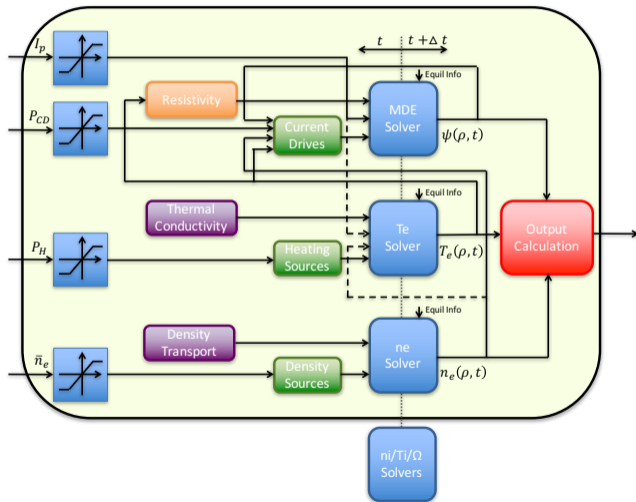 I_p
t
t + Δ t
Equil Info
Resistivity
MDE
Solver
P_CD
Current
Drives
ψ(ρ, t)
Equil Info
Thermal
Conductivity
Te
Solver
Output
Calculation
T_e(ρ, t)
P_H
Heating
Sources
Equil Info
Density
Transport
ne
Solver
n̄_e
Density
Sources
n_e(ρ, t)
ni/Ti/Ω
Solvers